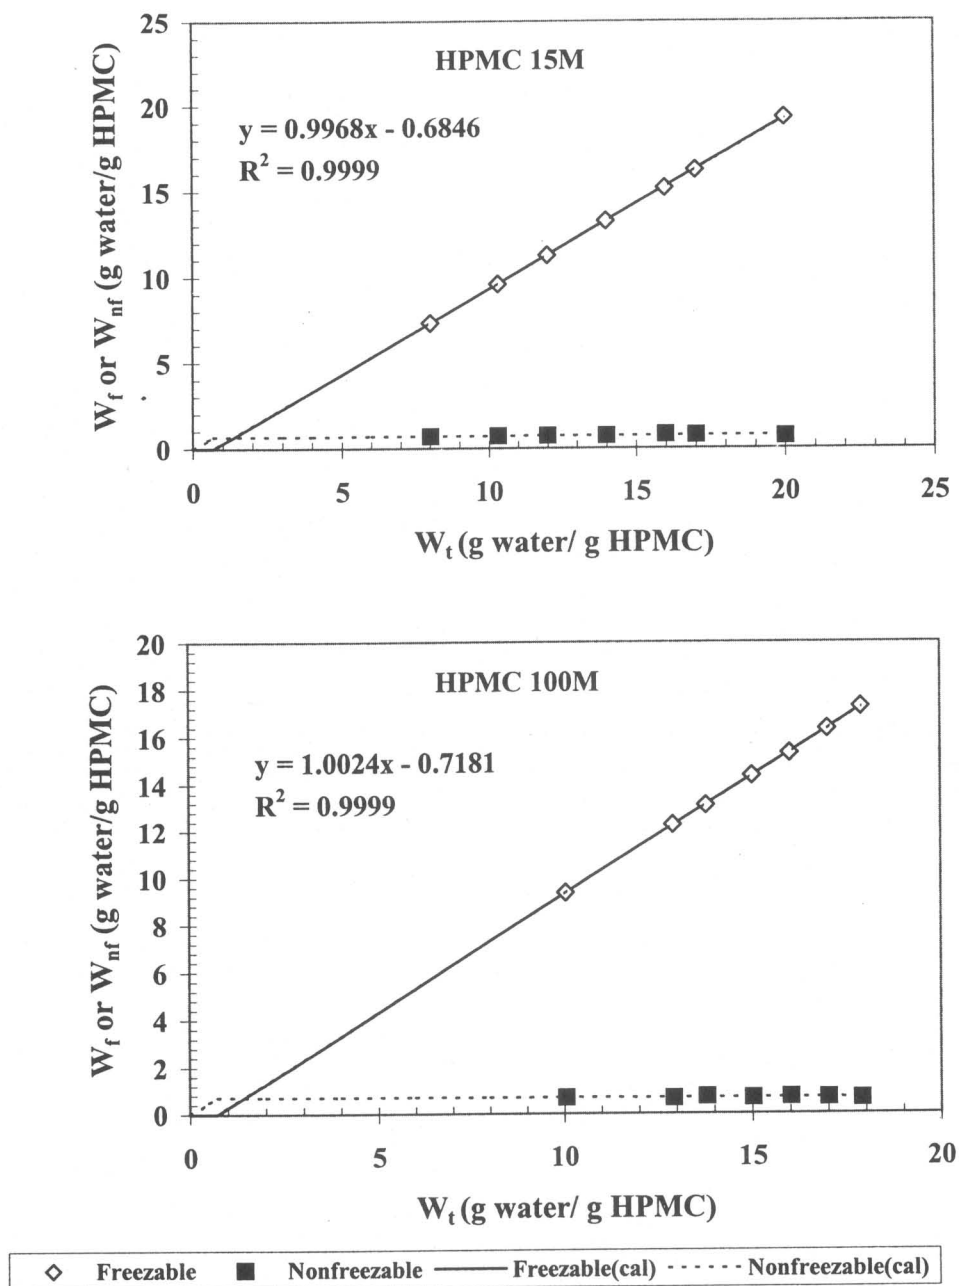 HPMC 15M
y = 0.9968x - 0.6846
R² = 0.9999
W_f or W_nf (g water/g HPMC)
25
20
15
10
5
0
0 5 10 15 20 25
W_t (g water/ g HPMC)
HPMC 100M
y = 1.0024x - 0.7181
R² = 0.9999
W_f or W_nf (g water/g HPMC)
20
18
16
14
12
10
8
6
4
2
0
0 5 10 15 20
W_t (g water/ g HPMC)
Freezable Nonfreezable Freezable(cal) Nonfreezable(cal)